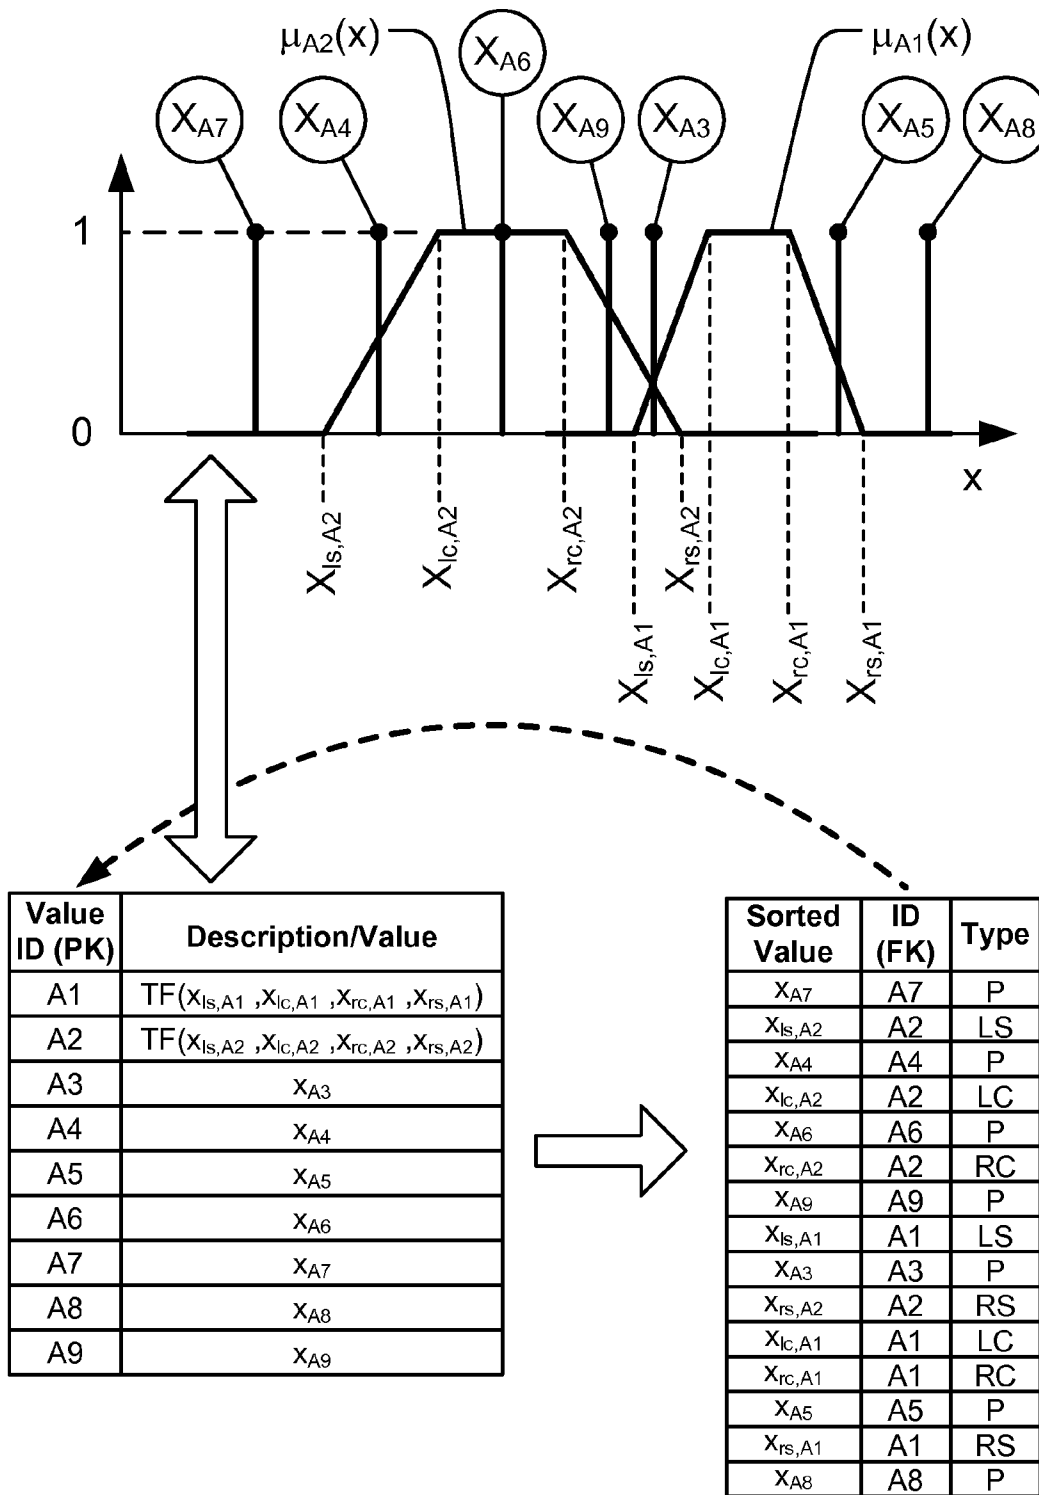 μA2(x) XA6 μA1(x)
XA7 XA4 XA9 XA3 XA5 XA8
1
0
x
Xls,A2 Xlc,A2 Xrc,A2 Xrs,A2
Xls,A1 Xlc,A1 Xrc,A1 Xrs,A1
Value ID (PK) Description/Value
A1 TF(xls,A1 ,xlc,A1 ,xrc,A1 ,xrs,A1)
A2 TF(xls,A2 ,xlc,A2 ,xrc,A2 ,xrs,A2)
A3 xA3
A4 xA4
A5 xA5
A6 xA6
A7 xA7
A8 xA8
A9 xA9
Sorted Value ID (FK) Type
xA7 A7 P
xls,A2 A2 LS
xA4 A4 P
xlc,A2 A2 LC
xA6 A6 P
xrc,A2 A2 RC
xA9 A9 P
xls,A1 A1 LS
xA3 A3 P
xrs,A2 A2 RS
xlc,A1 A1 LC
xrc,A1 A1 RC
xA5 A5 P
xrs,A1 A1 RS
xA8 A8 P